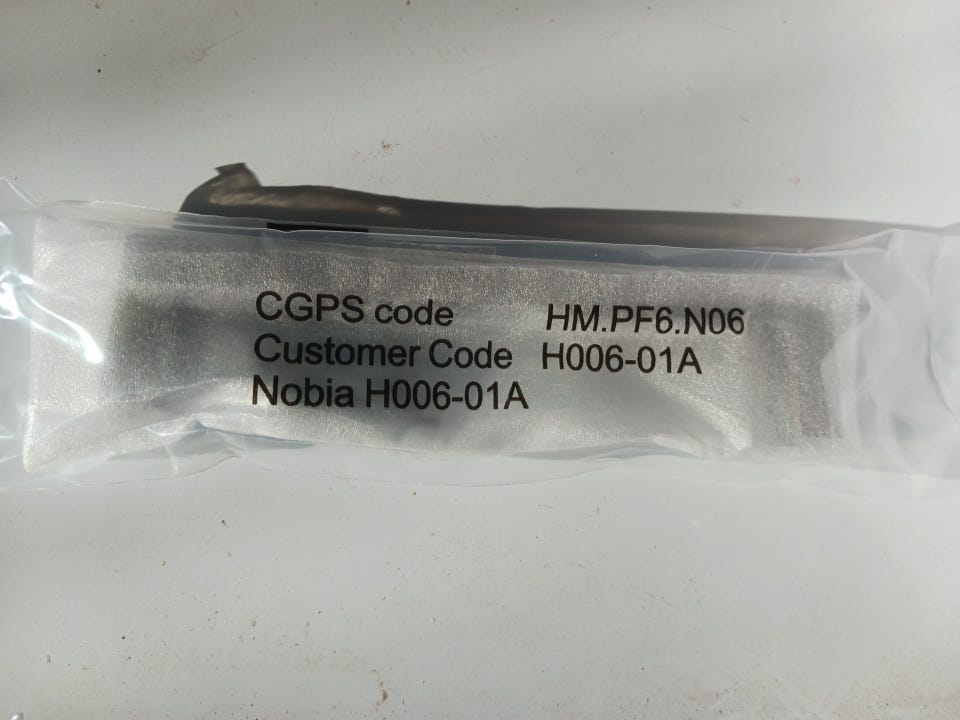 CGPS code HM.PF6.N06
Customer Code H006-01A
Nobia H006-01A